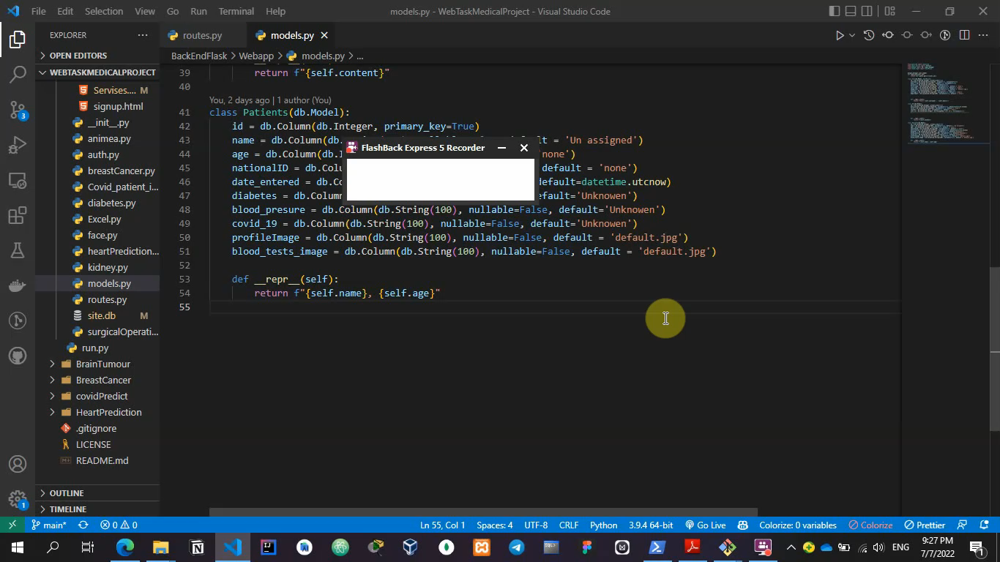 File Edit Selection View Go Run Terminal Help
models.py - WebTaskMedicalProject - Visual Studio Code
EXPLORER ...
OPEN EDITORS
WEBTASKMEDICALPROJECT
Servises.... M
signup.html
__init__.py
animea.py
auth.py
breastCancer.py
Covid_patient_i...
diabetes.py
Excel.py
face.py
heartPrediction...
kidney.py
models.py
routes.py
site.db M
surgicalOperati...
run.py
BrainTumour
BreastCancer
covidPredict
HeartPrediction
.gitignore
LICENSE
README.md
OUTLINE
TIMELINE
3
1
routes.py
models.py
BackEndFlask > Webapp > models.py > ...
39 return f"{self.content}"
40
You, 2 days ago | 1 author (You)
41 class Patients(db.Model):
42 id = db.Column(db.Integer, primary_key=True)
43 name = db.Column(db. = 'Un assigned')
44 age = db.Column(db.I 'none')
45 nationalID = db.Colu default = 'none')
46 date_entered = db.Co default=datetime.utcnow)
47 diabetes = db.Column default='Unknowen')
48 blood_presure = db.Column(db.String(100), nullable=False, default='Unknowen')
49 covid_19 = db.Column(db.String(100), nullable=False, default='Unknowen')
50 profileImage = db.Column(db.String(100), nullable=False, default = 'default.jpg')
51 blood_tests_image = db.Column(db.String(100), nullable=False, default = 'default.jpg')
52
53 def __repr__(self):
54 return f"{self.name}, {self.age}"
55
FlashBack Express 5 Recorder
main* 0 0
Ln 55, Col 1 Spaces: 4 UTF-8 CRLF Python 3.9.4 64-bit Go Live Colorize: 0 variables Colorize Prettier
ENG
9:27 PM
7/7/2022
1